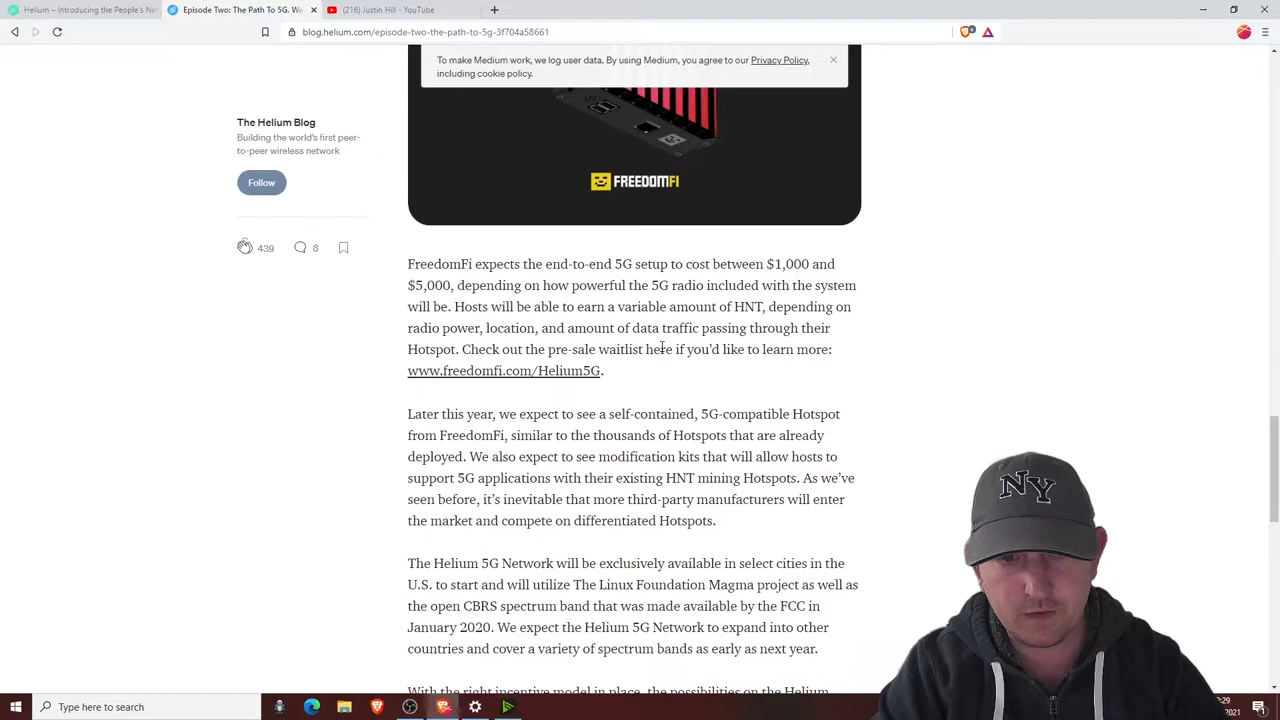 Helium – Introducing the People's Ne
Episode Two: The Path To 5G. We
(216) Justin Hill - YouTube
blog.helium.com/episode-two-the-path-to-5g-3f704a58661
To make Medium work, we log user data. By using Medium, you agree to our Privacy Policy,
including cookie policy.
The Helium Blog
Building the world's first peer-
to-peer wireless network
Follow
439
8
FREEDOMFI
FreedomFi expects the end-to-end 5G setup to cost between $1,000 and
$5,000, depending on how powerful the 5G radio included with the system
will be. Hosts will be able to earn a variable amount of HNT, depending on
radio power, location, and amount of data traffic passing through their
Hotspot. Check out the pre-sale waitlist here if you'd like to learn more:
www.freedomfi.com/Helium5G.
Later this year, we expect to see a self-contained, 5G-compatible Hotspot
from FreedomFi, similar to the thousands of Hotspots that are already
deployed. We also expect to see modification kits that will allow hosts to
support 5G applications with their existing HNT mining Hotspots. As we've
seen before, it's inevitable that more third-party manufacturers will enter
the market and compete on differentiated Hotspots.
The Helium 5G Network will be exclusively available in select cities in the
U.S. to start and will utilize The Linux Foundation Magma project as well as
the open CBRS spectrum band that was made available by the FCC in
January 2020. We expect the Helium 5G Network to expand into other
countries and cover a variety of spectrum bands as early as next year.
With the right incentive model in place, the possibilities on the Helium
NY
Type here to search
:29
2021